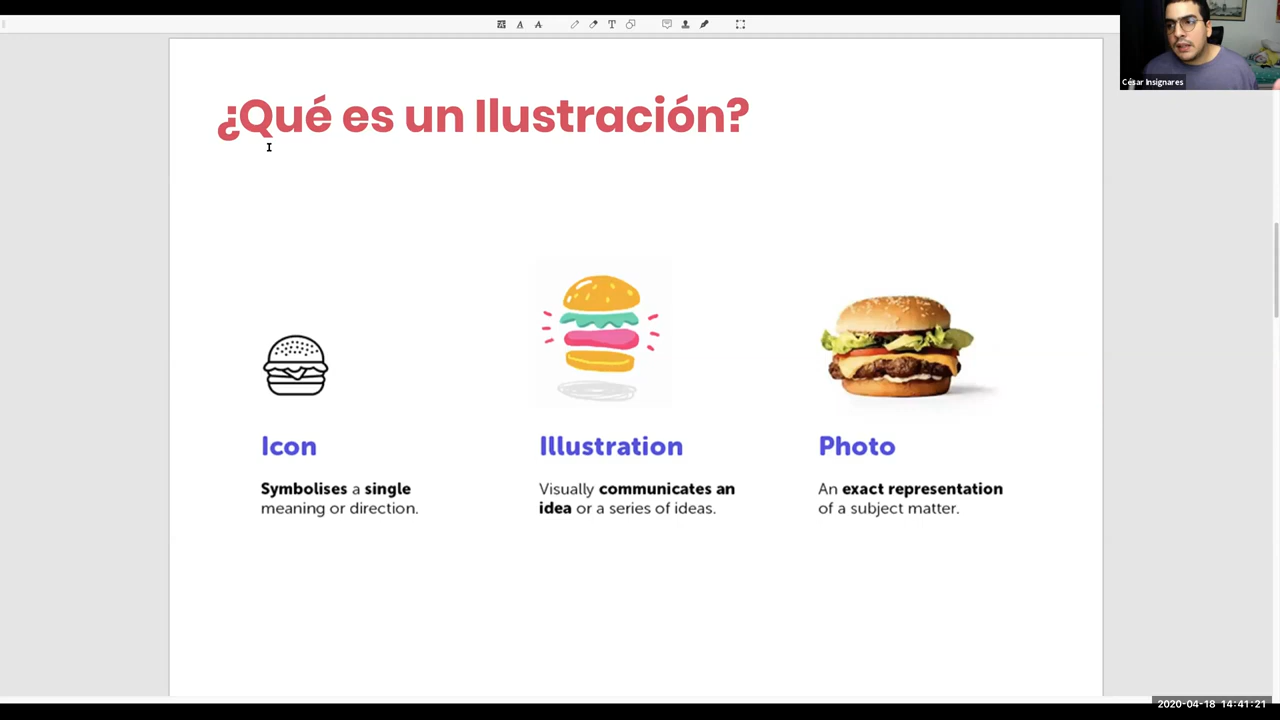 César Insignares
¿Qué es un Ilustración?
Icon
Symbolises a single
meaning or direction.
Illustration
Visually communicates an
idea or a series of ideas.
Photo
An exact representation
of a subject matter.
2020-04-18 14:41:21